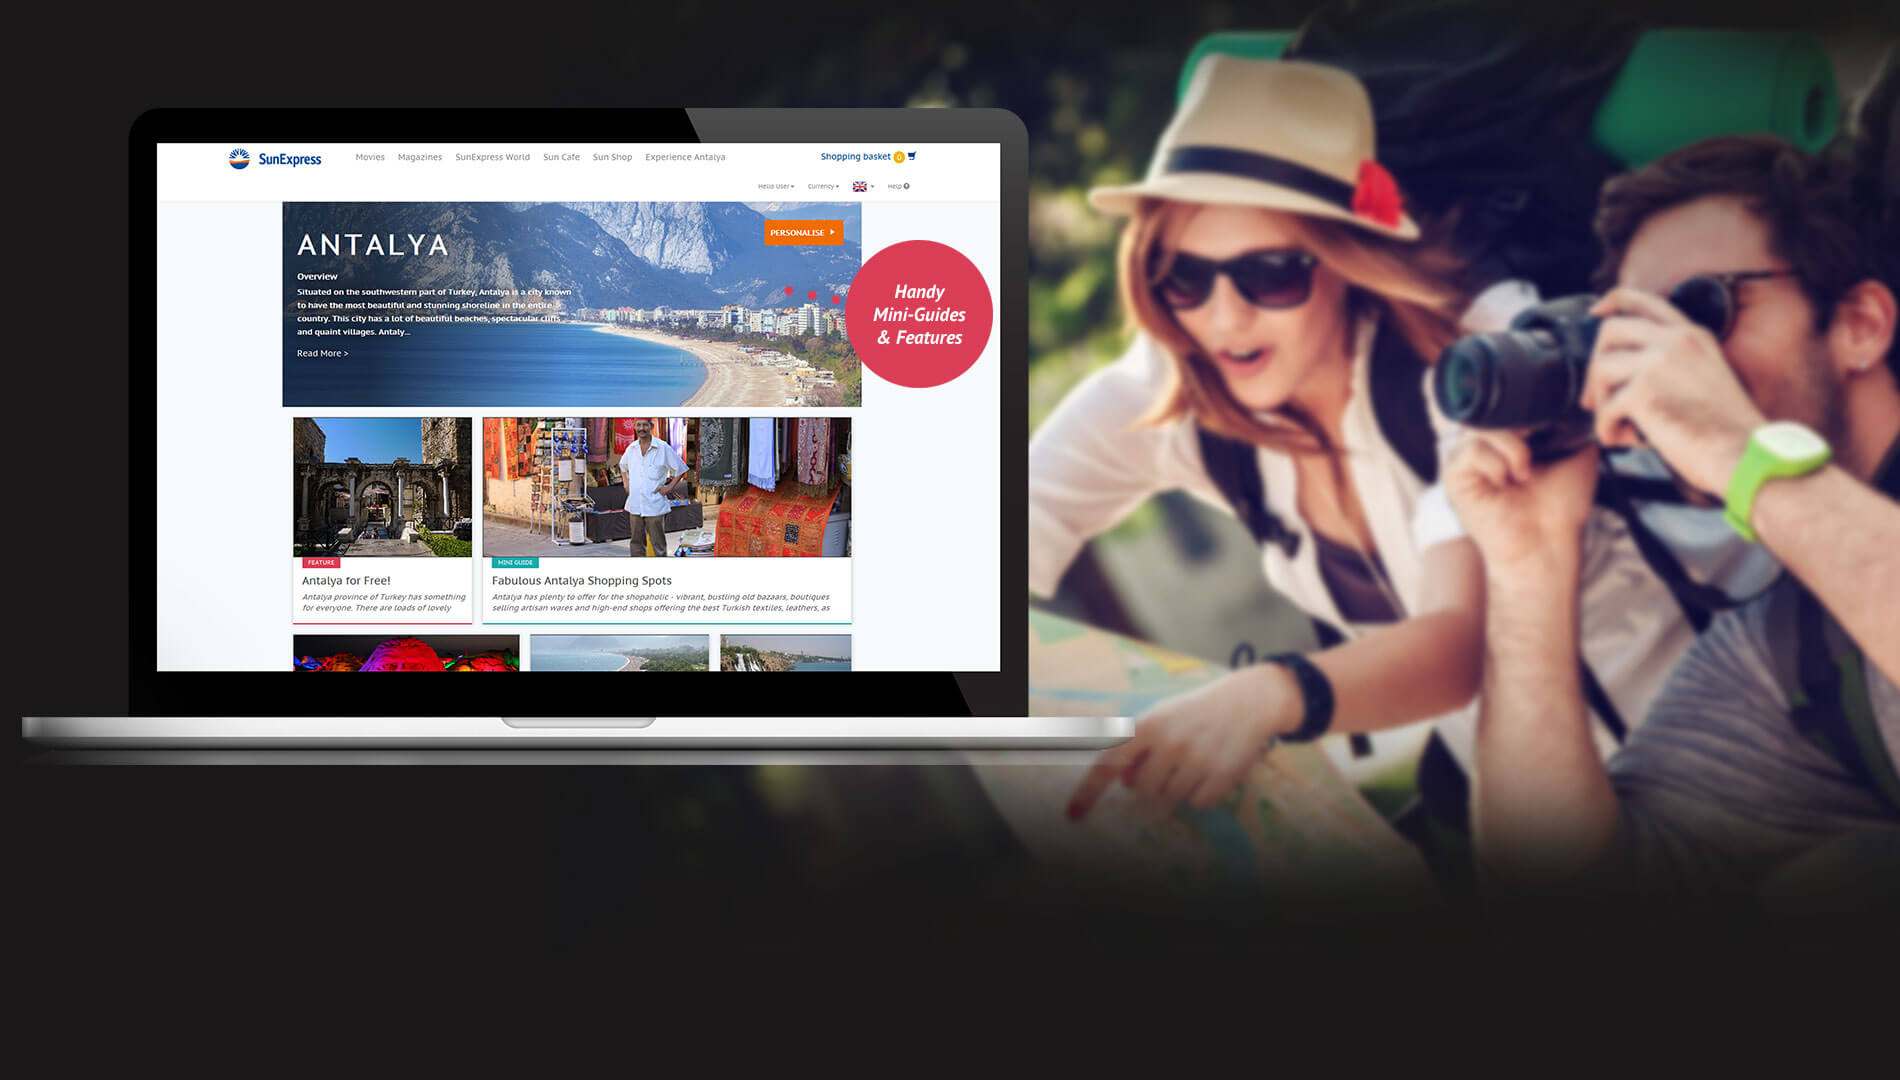 SunExpress Movies Magazines SunExpress World Sun Cafe Sun Shop Experience Antalya Shopping basket 0
Hello User Currency Help
ANTALYA
PERSONALISE
Overview
Situated on the southwestern part of Turkey, Antalya is a city known
to have the most beautiful and stunning shoreline in the entire
country. This city has a lot of beautiful beaches, spectacular cliffs
and quaint villages. Antaly...
Read More >
Handy
Mini-Guides
& Features
FEATURE
Antalya for Free!
Antalya province of Turkey has something
for everyone. There are loads of lovely
MINI GUIDE
Fabulous Antalya Shopping Spots
Antalya has plenty to offer for the shopaholic - vibrant, bustling old bazaars, boutiques
selling artisan wares and high-end shops offering the best Turkish textiles, leathers, as